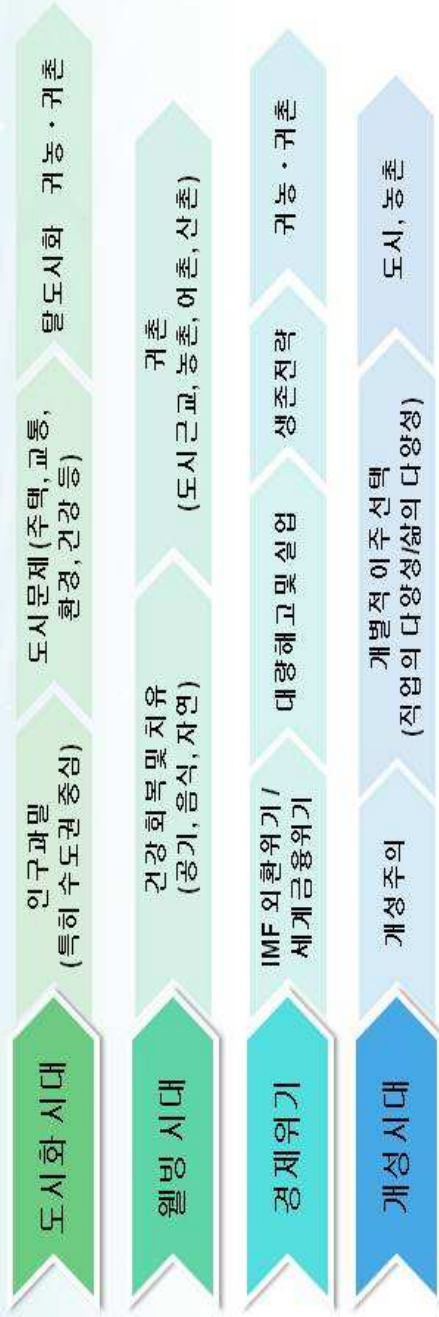 도시화 시대
인구과밀
(특히 수도권 중심)
도시문제 (주택, 교통,
환경, 건강 등)
탈도시화
귀농 · 귀촌
웰빙 시대
건강회복및 치유
(공기, 음식, 자연)
귀촌
(도시근교, 농촌, 어촌, 산촌)
경제위기
IMF 외환위기 /
세계금융위기
대량해고및 실업
생존전략
귀농 · 귀촌
개성시대
개성주의
개별적 이주 선택
(직업의 다양성/삶의 다양성)
도시, 농촌